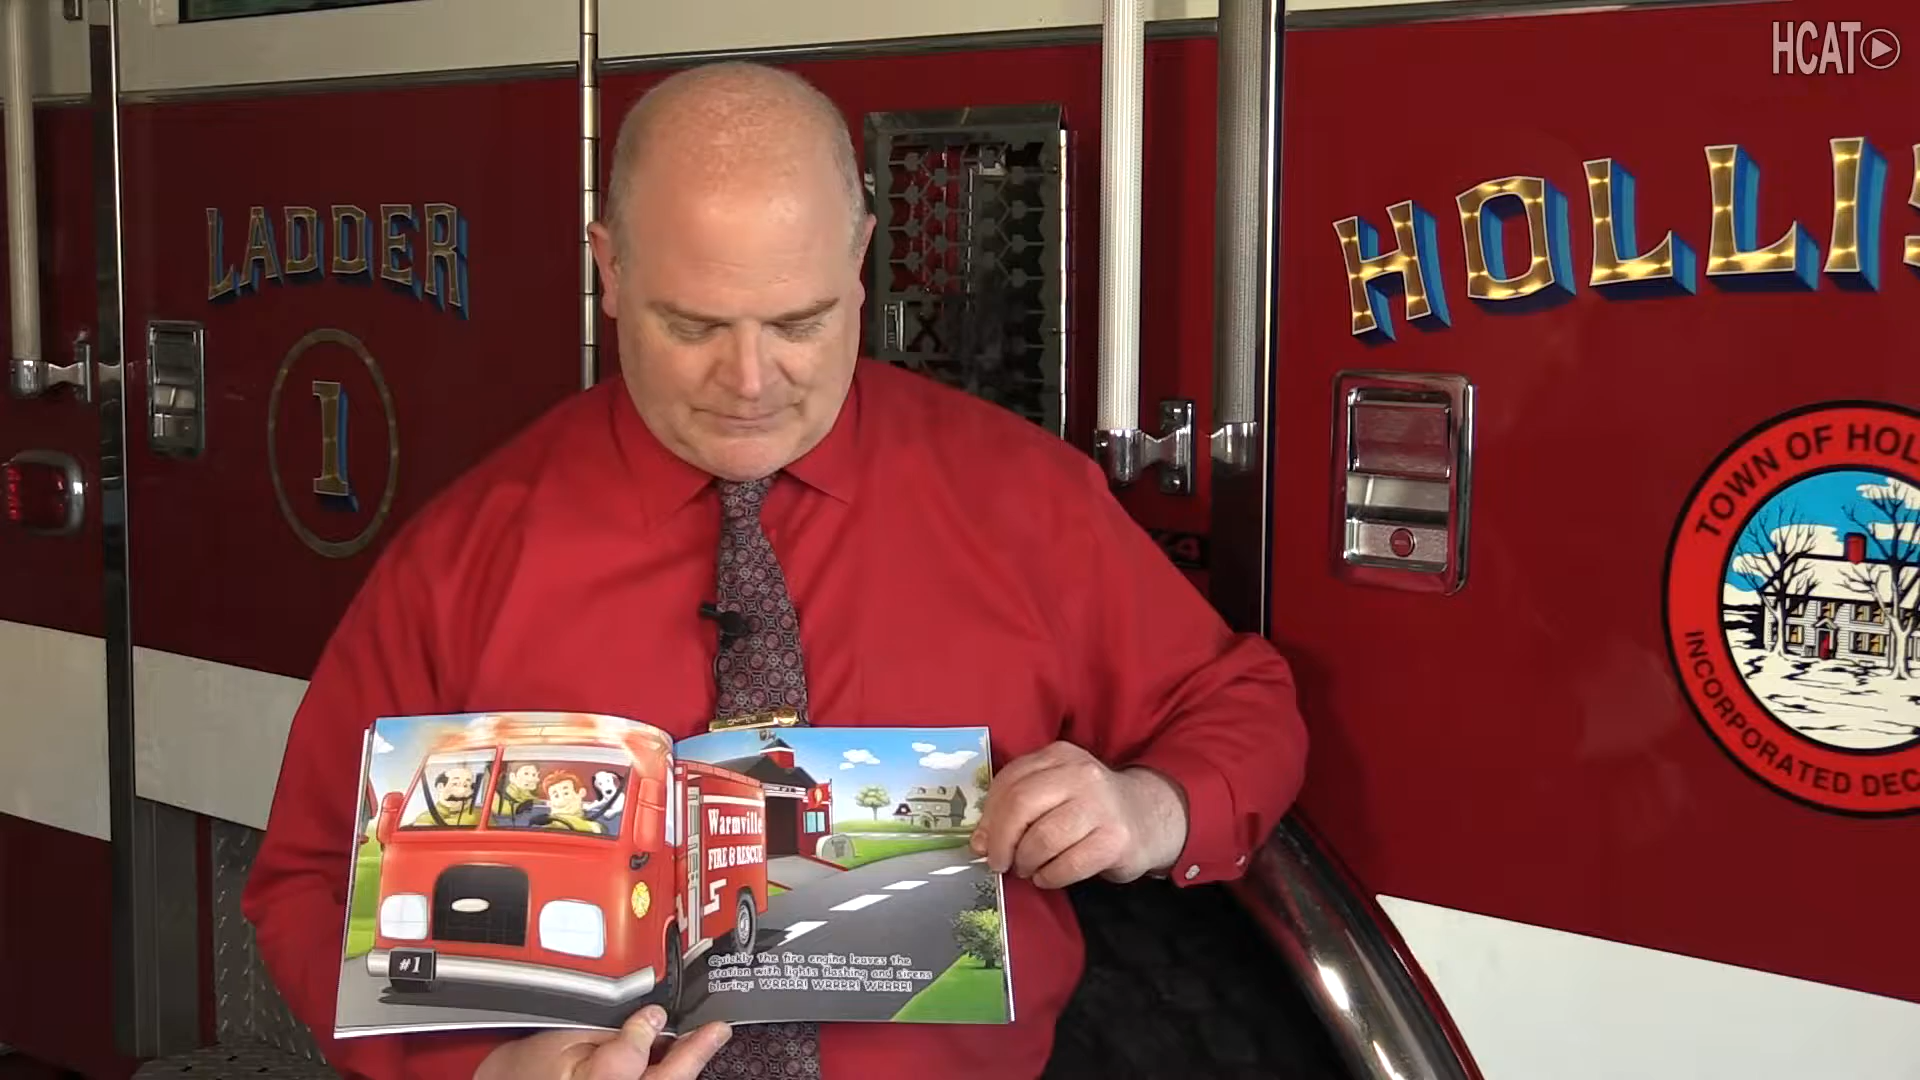 HCAT
LADDER
1
HOLLIS
TOWN OF HOL
INCORPORATED DEC
Warmville
FIRE & RESCUE
#1
Quickly the fire engine leaves the
station with lights flashing and sirens
blaring: WRRRR! WRRRR! WRRRR!